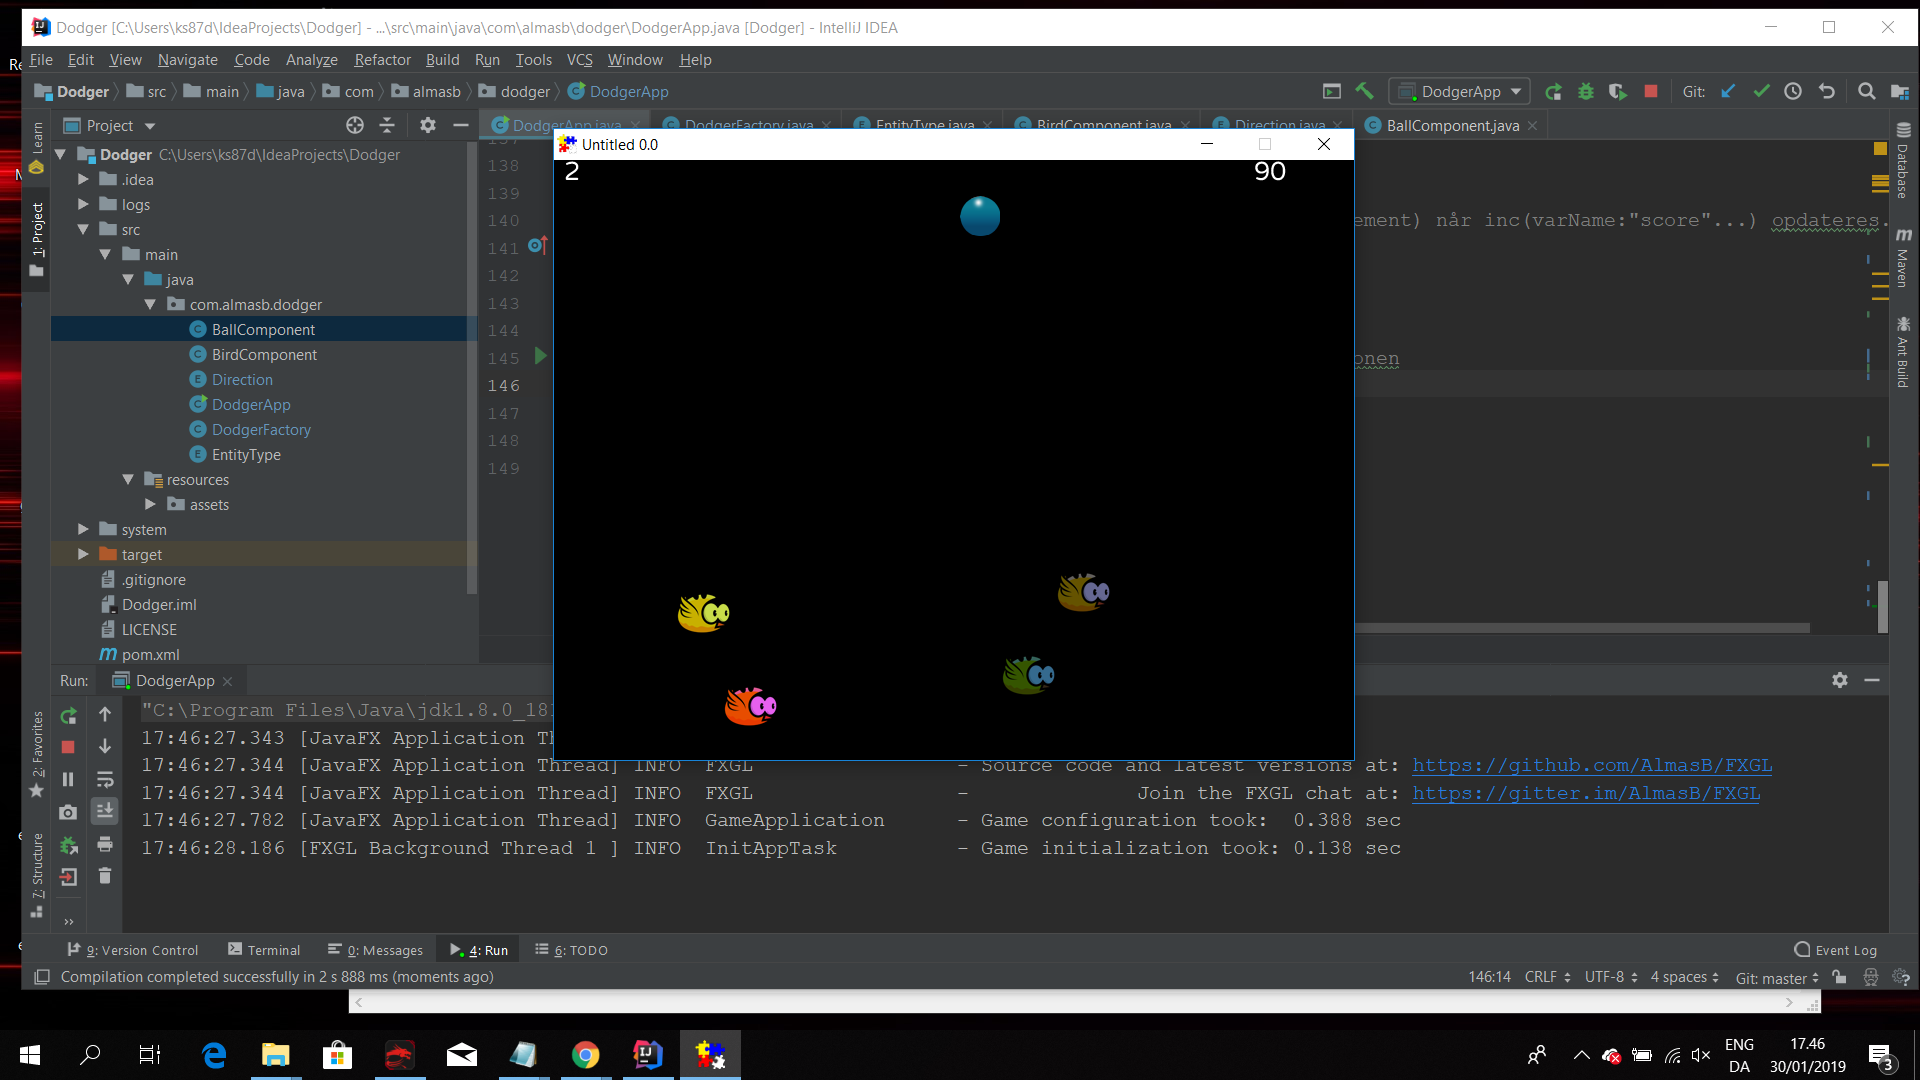 Dodger [C:\Users\ks87d\IdeaProjects\Dodger] - ...\src\main\java\com\almasb\dodger\DodgerApp.java [Dodger] - IntelliJ IDEA
File Edit View Navigate Code Analyze Refactor Build Run Tools VCS Window Help
Dodger src main java com almasb dodger DodgerApp DodgerApp Git:
Project DodgerApp.java DodgerFactory.java EntityType.java BirdComponent.java Direction.java BallComponent.java
Learn
1: Project
2: Favorites
7: Structure
Database
Maven
Ant Build
Dodger C:\Users\ks87d\IdeaProjects\Dodger
.idea
logs
src
main
java
com.almasb.dodger
BallComponent
BirdComponent
Direction
DodgerApp
DodgerFactory
EntityType
resources
assets
system
target
.gitignore
Dodger.iml
LICENSE
pom.xml
138
139
140 ement) når inc(varName:"score"...) opdateres.
141
142
143
144
145 onen
146
147
148
149
Untitled 0.0
2 90
Run: DodgerApp
"C:\Program Files\Java\jdk1.8.0_18
17:46:27.343 [JavaFX Application Th
17:46:27.344 [JavaFX Application Thread] INFO FXGL - Source code and latest versions at: https://github.com/AlmasB/FXGL
17:46:27.344 [JavaFX Application Thread] INFO FXGL - Join the FXGL chat at: https://gitter.im/AlmasB/FXGL
17:46:27.782 [JavaFX Application Thread] INFO GameApplication - Game configuration took: 0.388 sec
17:46:28.186 [FXGL Background Thread 1 ] INFO InitAppTask - Game initialization took: 0.138 sec
9: Version Control Terminal 0: Messages 4: Run 6: TODO Event Log
Compilation completed successfully in 2 s 888 ms (moments ago) 146:14 CRLF UTF-8 4 spaces Git: master
ENG 17.46
DA 30/01/2019 3